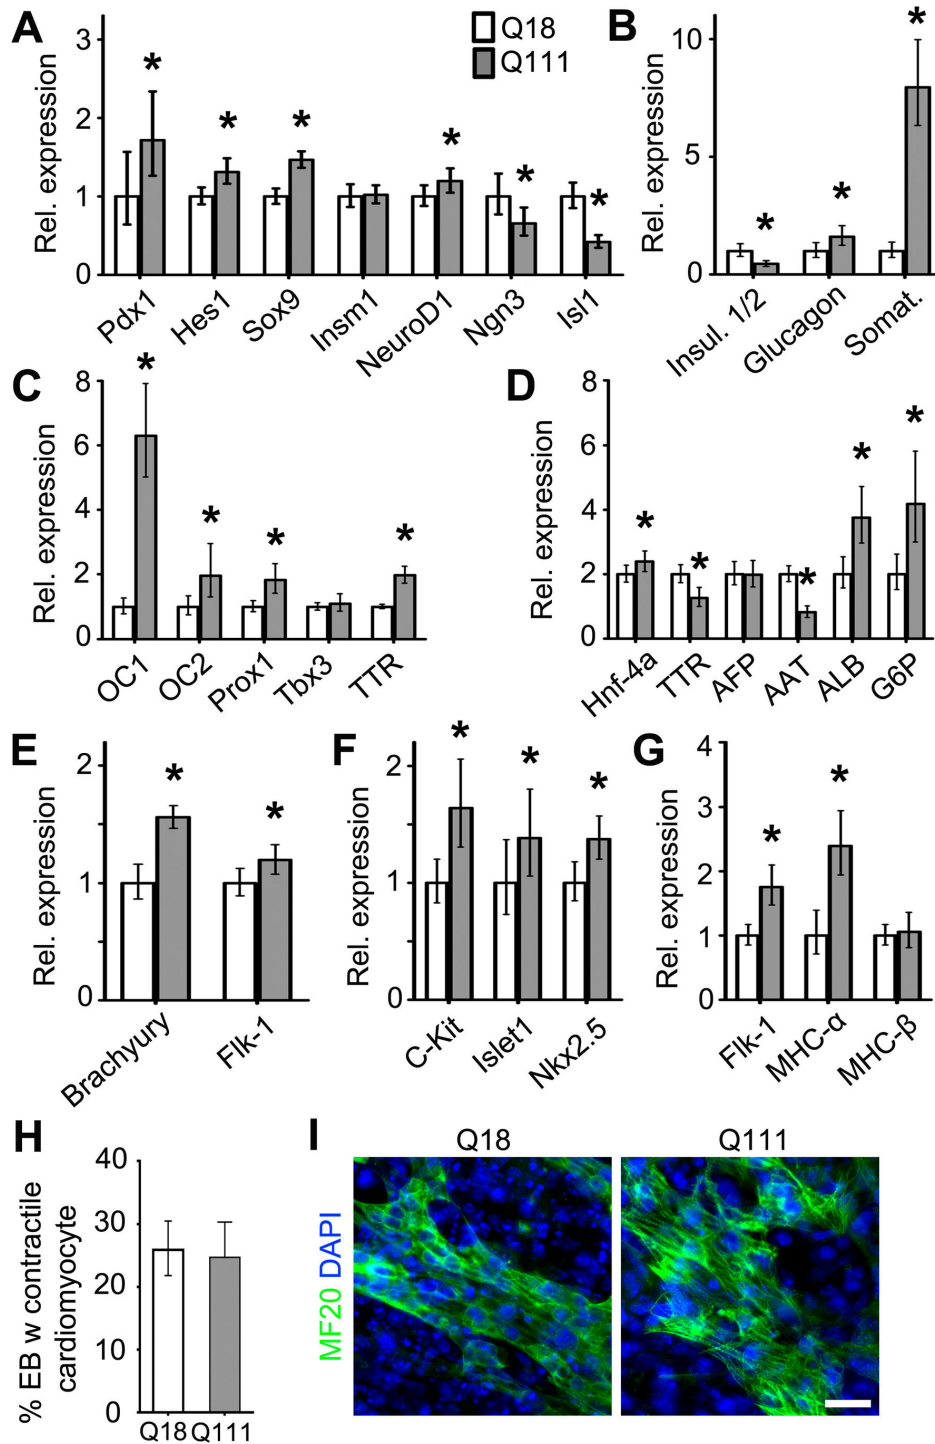 A
Rel. expression
3
2
1
0
*
*
*
*
*
*
Pdx1
Hes1
Sox9
Insm1
NeuroD1
Ngn3
Isl1
Q18
Q111
B
Rel. expression
10
5
0
*
*
*
Insul. 1/2
Glucagon
Somat.
C
Rel. expression
8
6
4
2
0
*
*
*
*
OC1
OC2
Prox1
Tbx3
TTR
D
Rel. expression
8
6
4
2
0
*
*
*
*
*
Hnf-4a
TTR
AFP
AAT
ALB
G6P
E
Rel. expression
2
1
0
*
*
Brachyury
Flk-1
F
Rel. expression
2
1
0
*
*
*
C-Kit
Islet1
Nkx2.5
G
Rel. expression
4
3
2
1
0
*
*
Flk-1
MHC-α
MHC-β
H
% EB w contractile
cardiomyocyte
40
30
20
10
0
Q18
Q111
I
Q18
Q111
MF20 DAPI